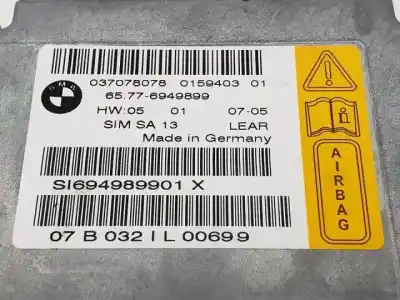 BMW
037078078 0159403 01
65.77-6949899
HW:05 01 07-05
SIM SA 13 LEAR
Made in Germany
SI694989901 X
07 B 032 I L 00699
AIRBAG